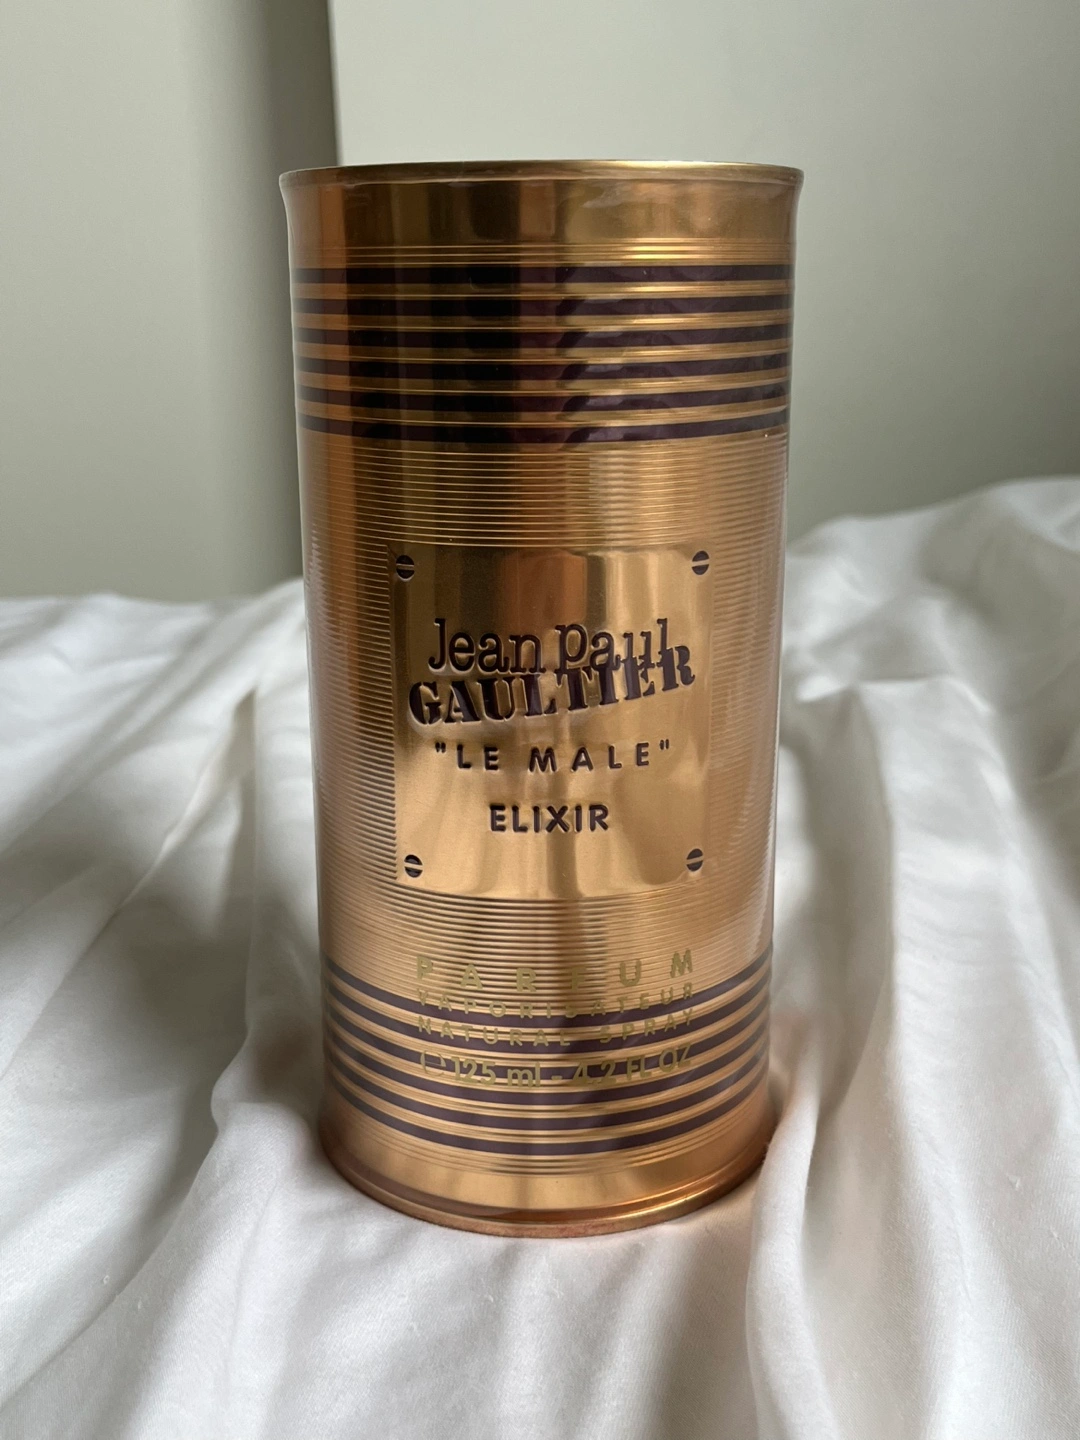 Jean Paul
GAULTIER
"LE MALE"
ELIXIR
PARFUM
VAPORISATEUR
NATURAL SPRAY
℮ 125 ml - 4.2 FL OZ